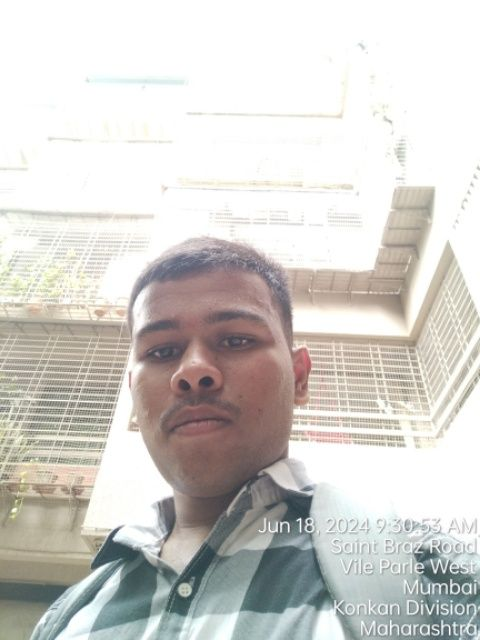 Jun 18, 2024 9:30:53 AM
Saint Braz Road
Vile Parle West
Mumbai
Konkan Division
Maharashtra